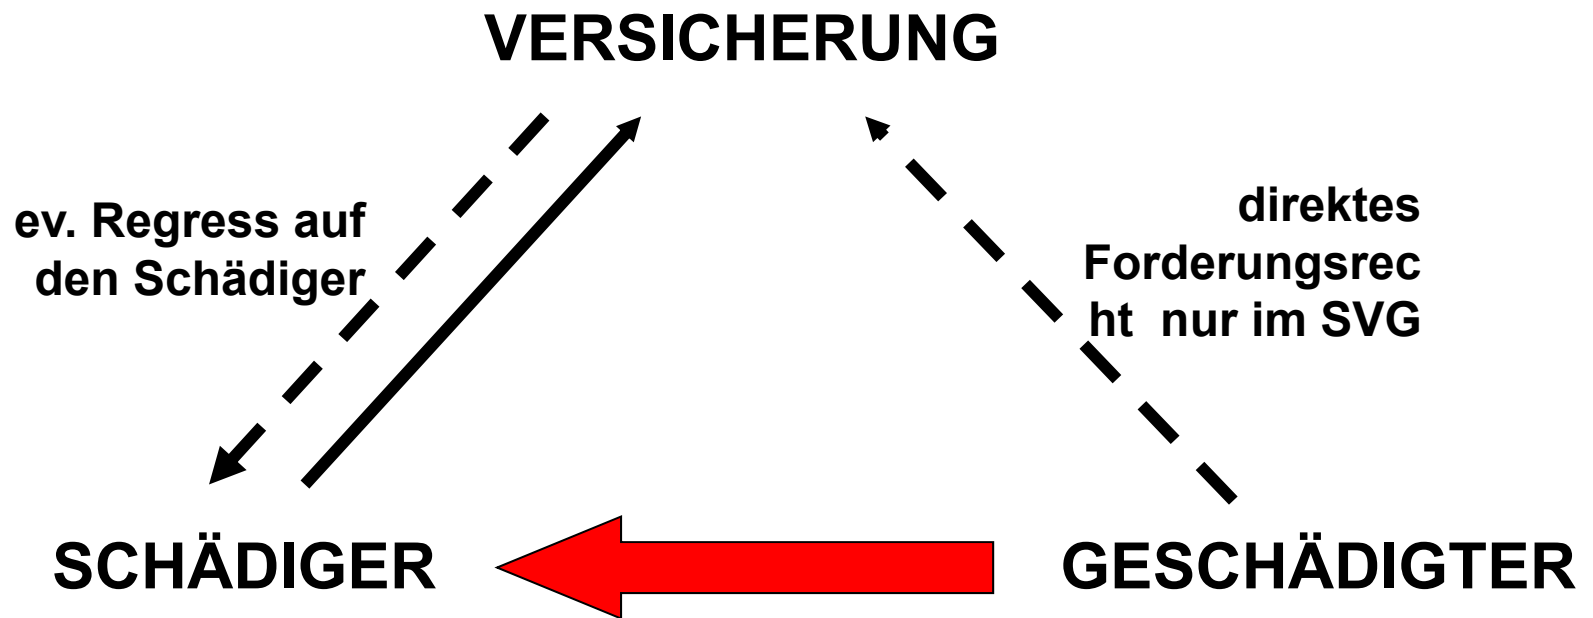 VERSICHERUNG
ev. Regress auf
den Schädiger
direktes
Forderungsrec
ht  nur im SVG
SCHÄDIGER
GESCHÄDIGTER